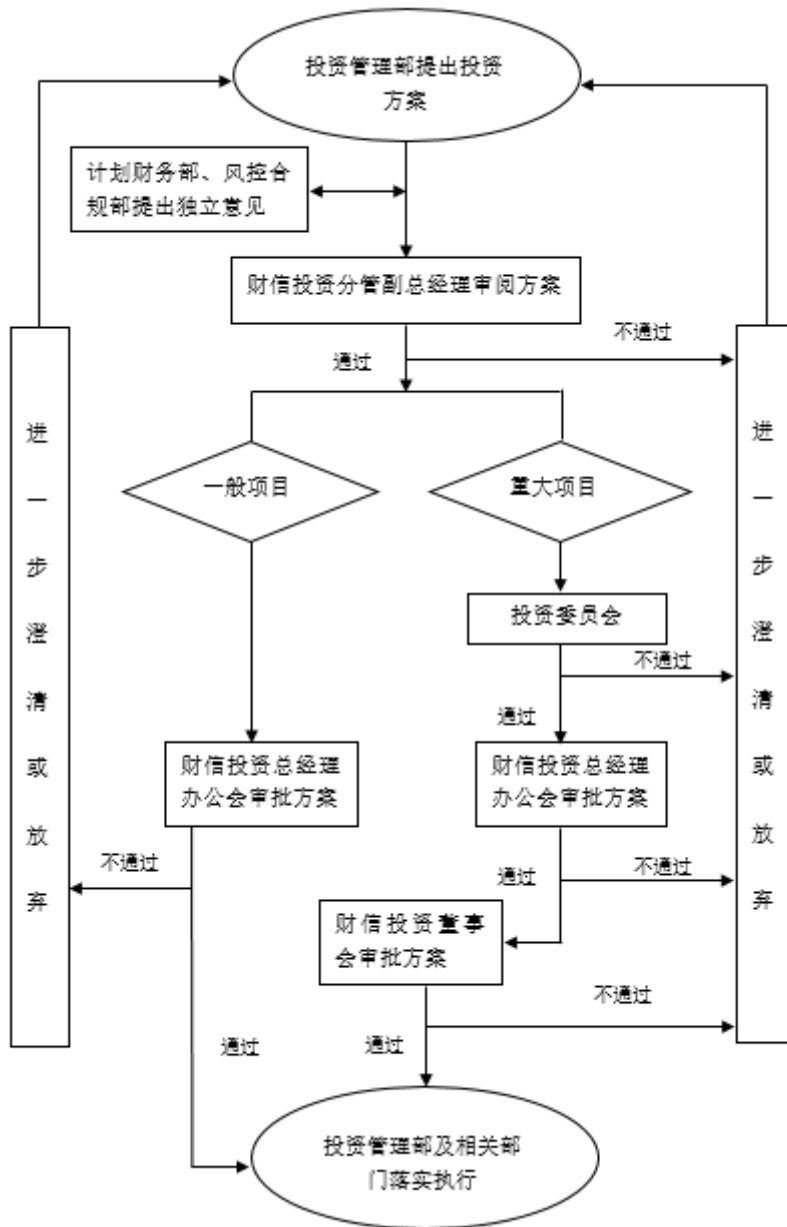 投资管理部提出投资
方案
计划财务部、风控合
规部提出独立意见
财信投资分管副总经理审阅方案
不通过
通过
一般项目
重大项目
投资委员会
不通过
通过
财信投资总经理
办公会审批方案
财信投资总经理
办公会审批方案
不通过
通过
不通过
财信投资董事
会审批方案
不通过
通过
通过
投资管理部及相关部
门落实执行
进
一
步
澄
清
或
放
弃
进
一
步
澄
清
或
放
弃